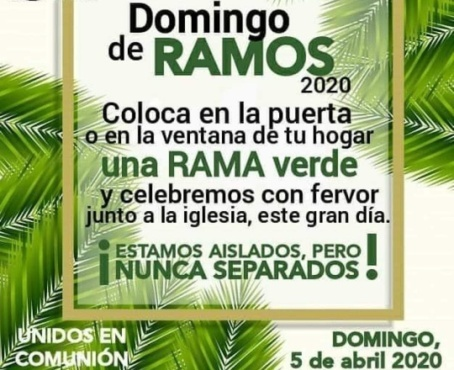 Domingo
de RAMOS
2020
Coloca en la puerta
o en la ventana de tu hogar
una RAMA verde
y celebremos con fervor
junto a la iglesia, este gran día.
¡ESTAMOS AISLADOS, PERO
NUNCA SEPARADOS!
UNIDOS EN
COMUNIÓN
DOMINGO,
5 de abril 2020